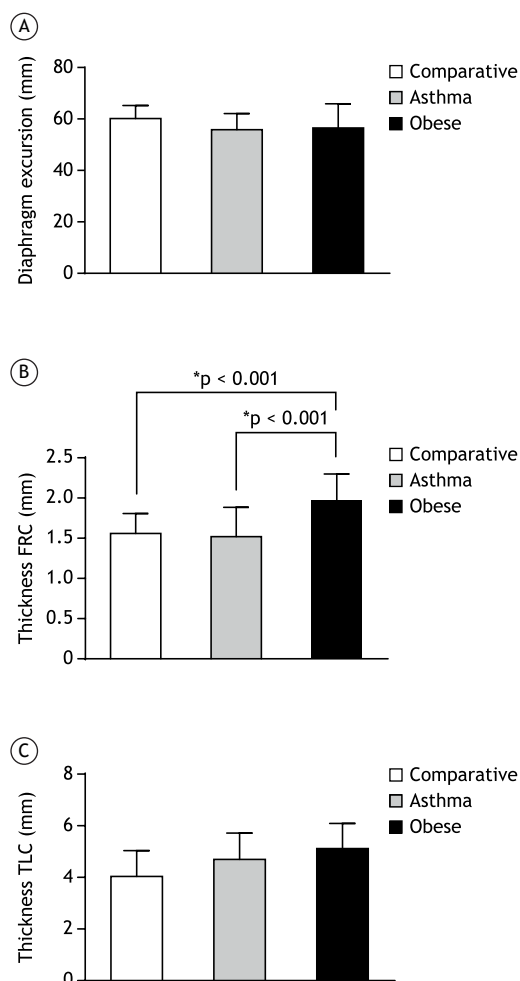 A
Diaphragm excursion (mm)
80
60
40
20
0
Comparative
Asthma
Obese
B
*p < 0.001
*p < 0.001
Thickness FRC (mm)
2.5
2.0
1.5
1.0
0.5
0
Comparative
Asthma
Obese
C
Thickness TLC (mm)
8
6
4
2
0
Comparative
Asthma
Obese